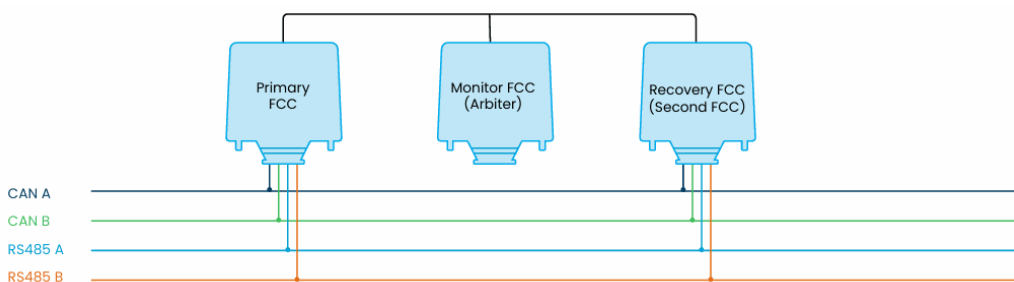 Primary
FCC
Monitor FCC
(Arbiter)
Recovery FCC
(Second FCC)
CAN A
CAN B
RS485 A
RS485 B